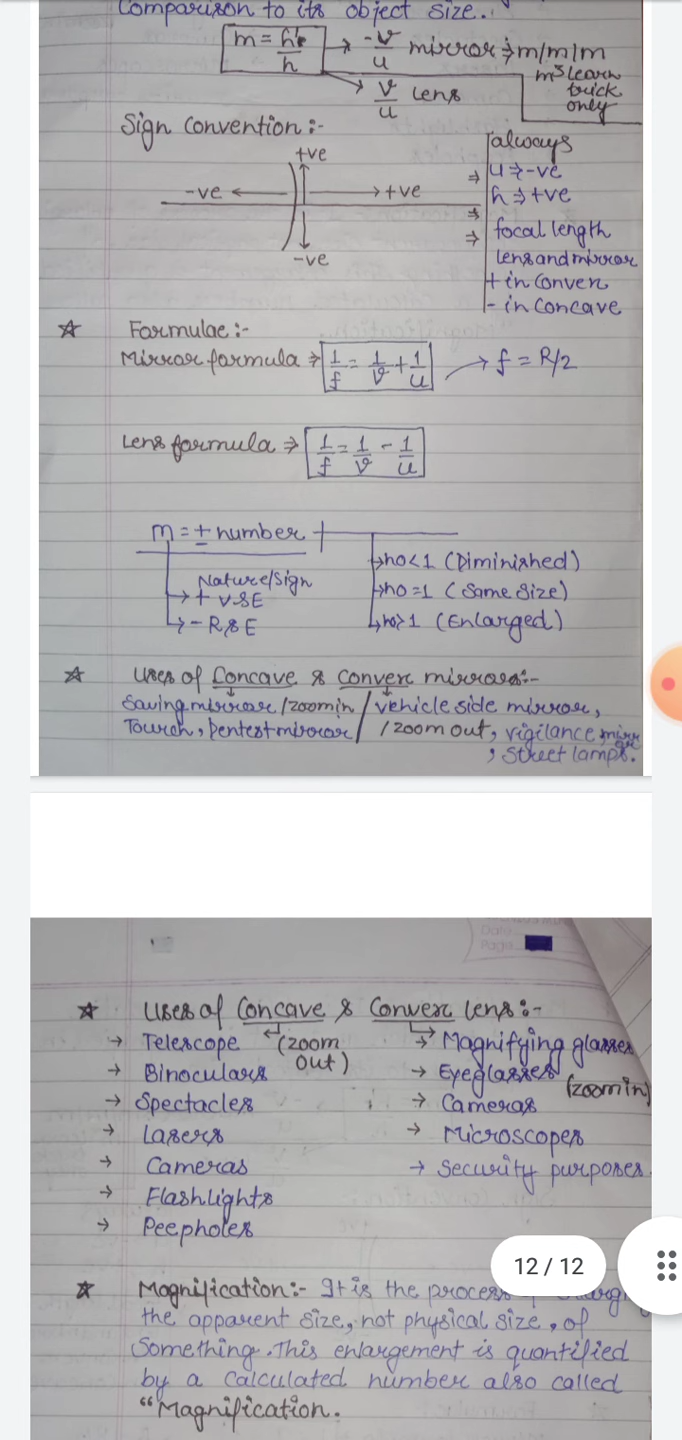 Comparison to its object size..
m = h'/h → -v/u mirror ⇒ m/m/m
m³ learn trick only
→ v/u lens
Sign Convention :-
+ve
-ve ← → +ve
-ve
always
⇒ u ⇒ -ve
h ⇒ +ve
⇒
⇒ focal length
lens and mirror
+ in Convex
- in Concave
☆ Formulae :-
Mirror formula ⇒ 1/f = 1/v + 1/u → f = R/2
Lens formula ⇒ 1/f = 1/v - 1/u
m = ± number
Nature/Sign
→ + V&E
→ - R&E
→ no < 1 (Diminished)
→ no = 1 (Same Size)
→ no > 1 (Enlarged)
☆ Uses of Concave & Convex mirrors:-
Saving mirror / zoom in / vehicle side mirror,
Tourch, Dentest mirror / / zoom out, vigilance mirr
, Street lamps.
Date
Page
☆ Uses of Concave & Convex lens :-
→ Telescope (zoom out)
→ Binoculars
→ Spectacles
→ Lasers
→ Cameras
→ Flashlights
→ Peepholes
→ Magnifying glasses
→ Eyeglasses (zoom in)
→ Cameras
→ Microscopes
→ Security purposes
12 / 12
☆ Magnification :- It is the process
the apparent size, not physical size, of
Something. This enlargement is quantified
by a Calculated number also called
"Magnification.